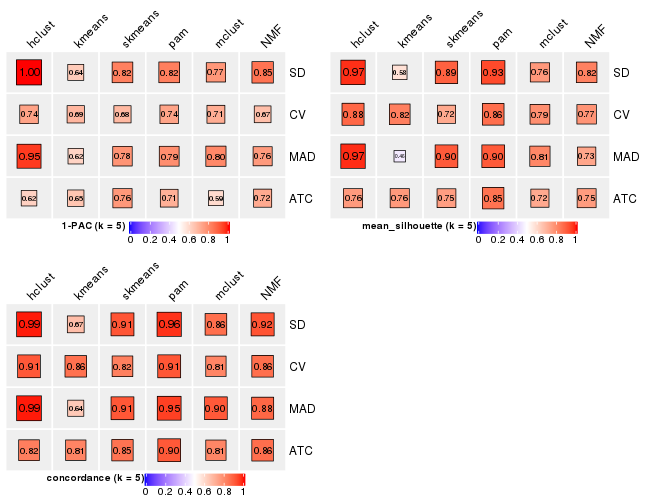 hclust kmeans skmeans pam mclust NMF
1.00 0.64 0.82 0.82 0.77 0.85 SD
0.74 0.69 0.68 0.74 0.71 0.67 CV
0.95 0.62 0.78 0.79 0.80 0.76 MAD
0.62 0.65 0.76 0.71 0.59 0.72 ATC
1-PAC (k = 5)
0 0.2 0.4 0.6 0.8 1
hclust kmeans skmeans pam mclust NMF
0.97 0.58 0.89 0.93 0.76 0.82 SD
0.88 0.82 0.72 0.86 0.79 0.77 CV
0.97 0.90 0.90 0.81 0.73 MAD
0.76 0.76 0.75 0.85 0.72 0.75 ATC
mean_silhouette (k = 5)
0 0.2 0.4 0.6 0.8 1
hclust kmeans skmeans pam mclust NMF
0.99 0.67 0.91 0.96 0.86 0.92 SD
0.91 0.86 0.82 0.91 0.81 0.86 CV
0.99 0.64 0.91 0.95 0.90 0.88 MAD
0.82 0.81 0.85 0.90 0.81 0.86 ATC
concordance (k = 5)
0 0.2 0.4 0.6 0.8 1